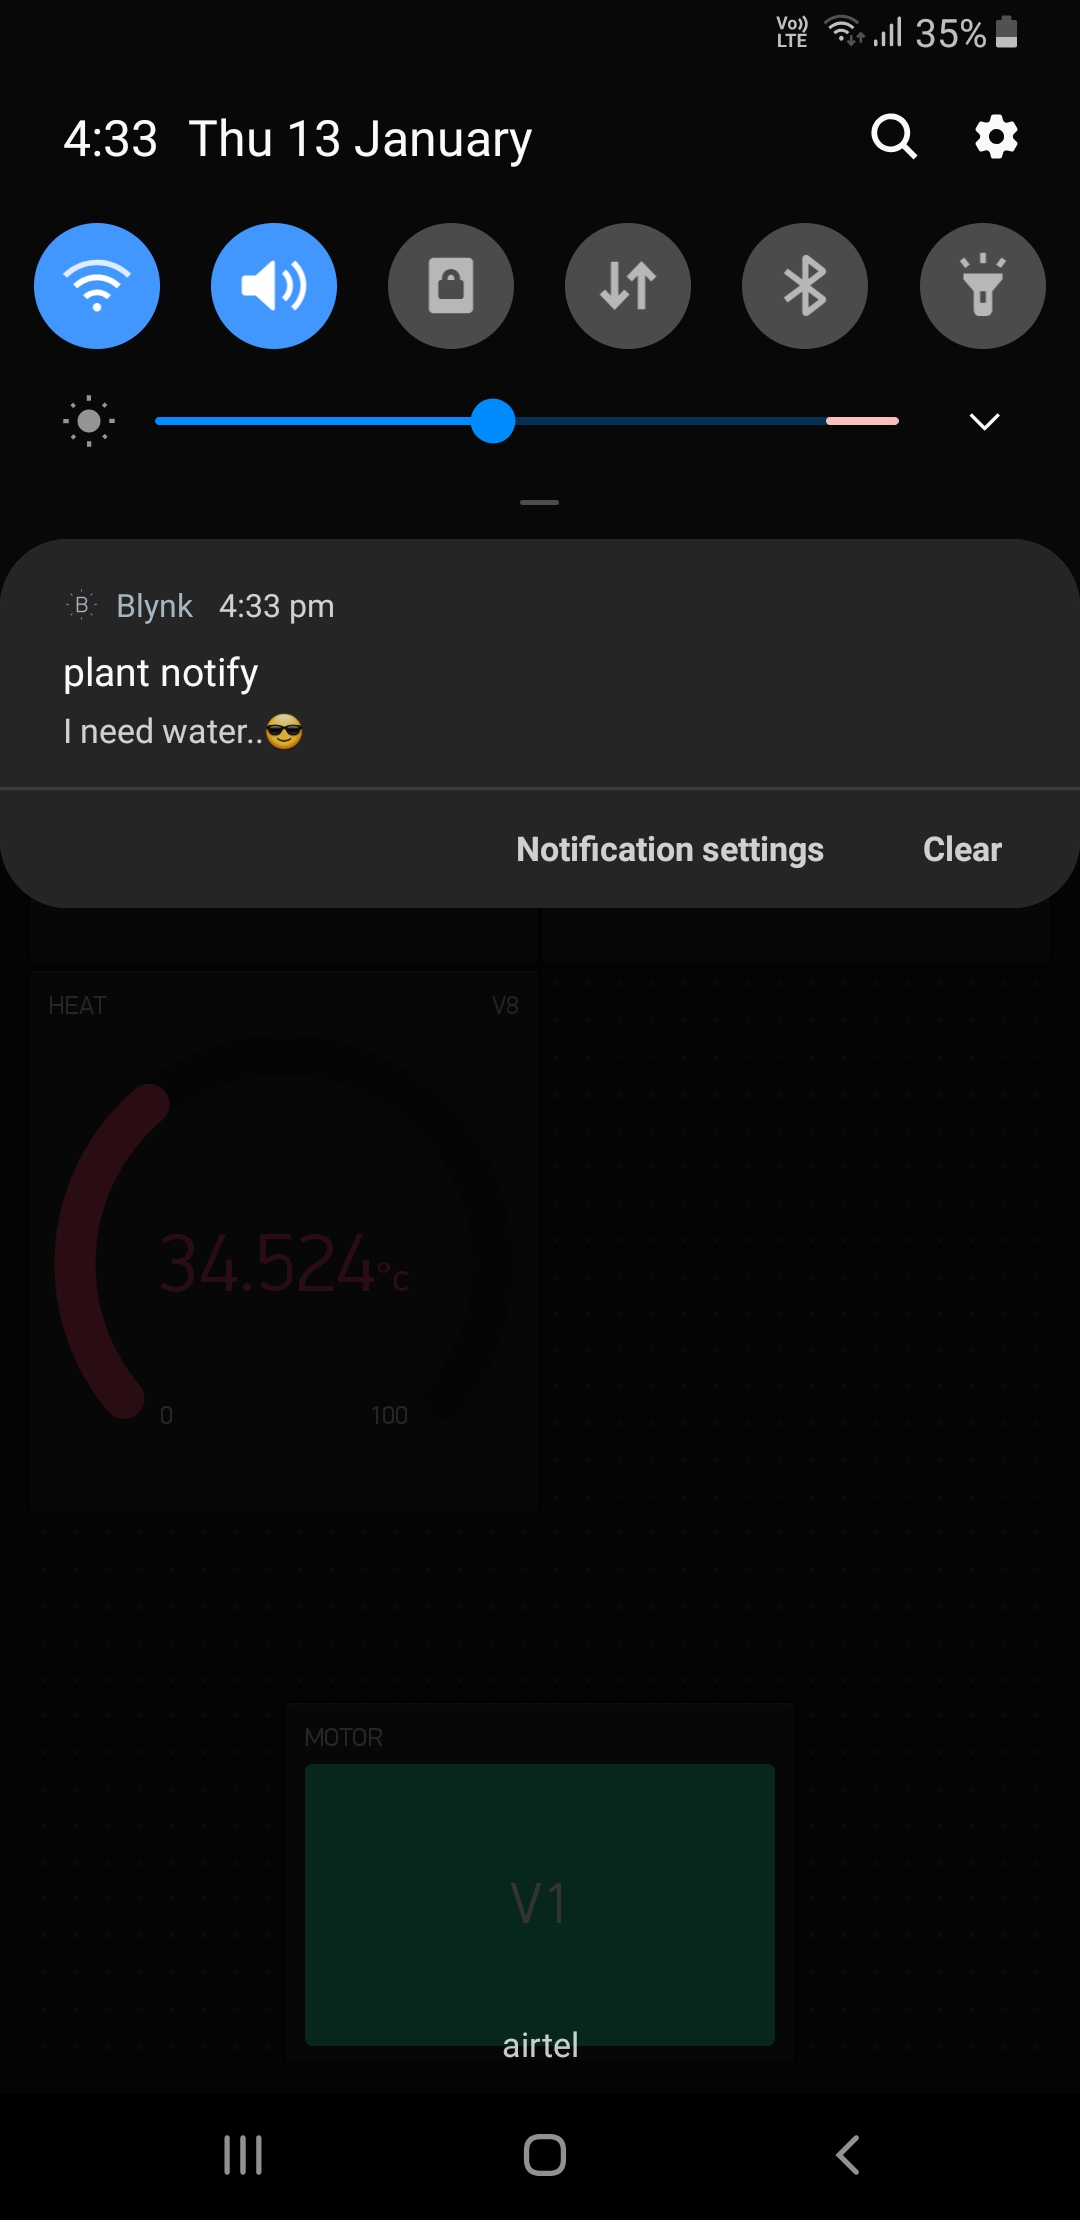 Vo)) LTE 35%
4:33 Thu 13 January
B Blynk 4:33 pm
plant notify
I need water..😎
Notification settings Clear
HEAT V8
34.524°c
0 100
MOTOR
V1
airtel